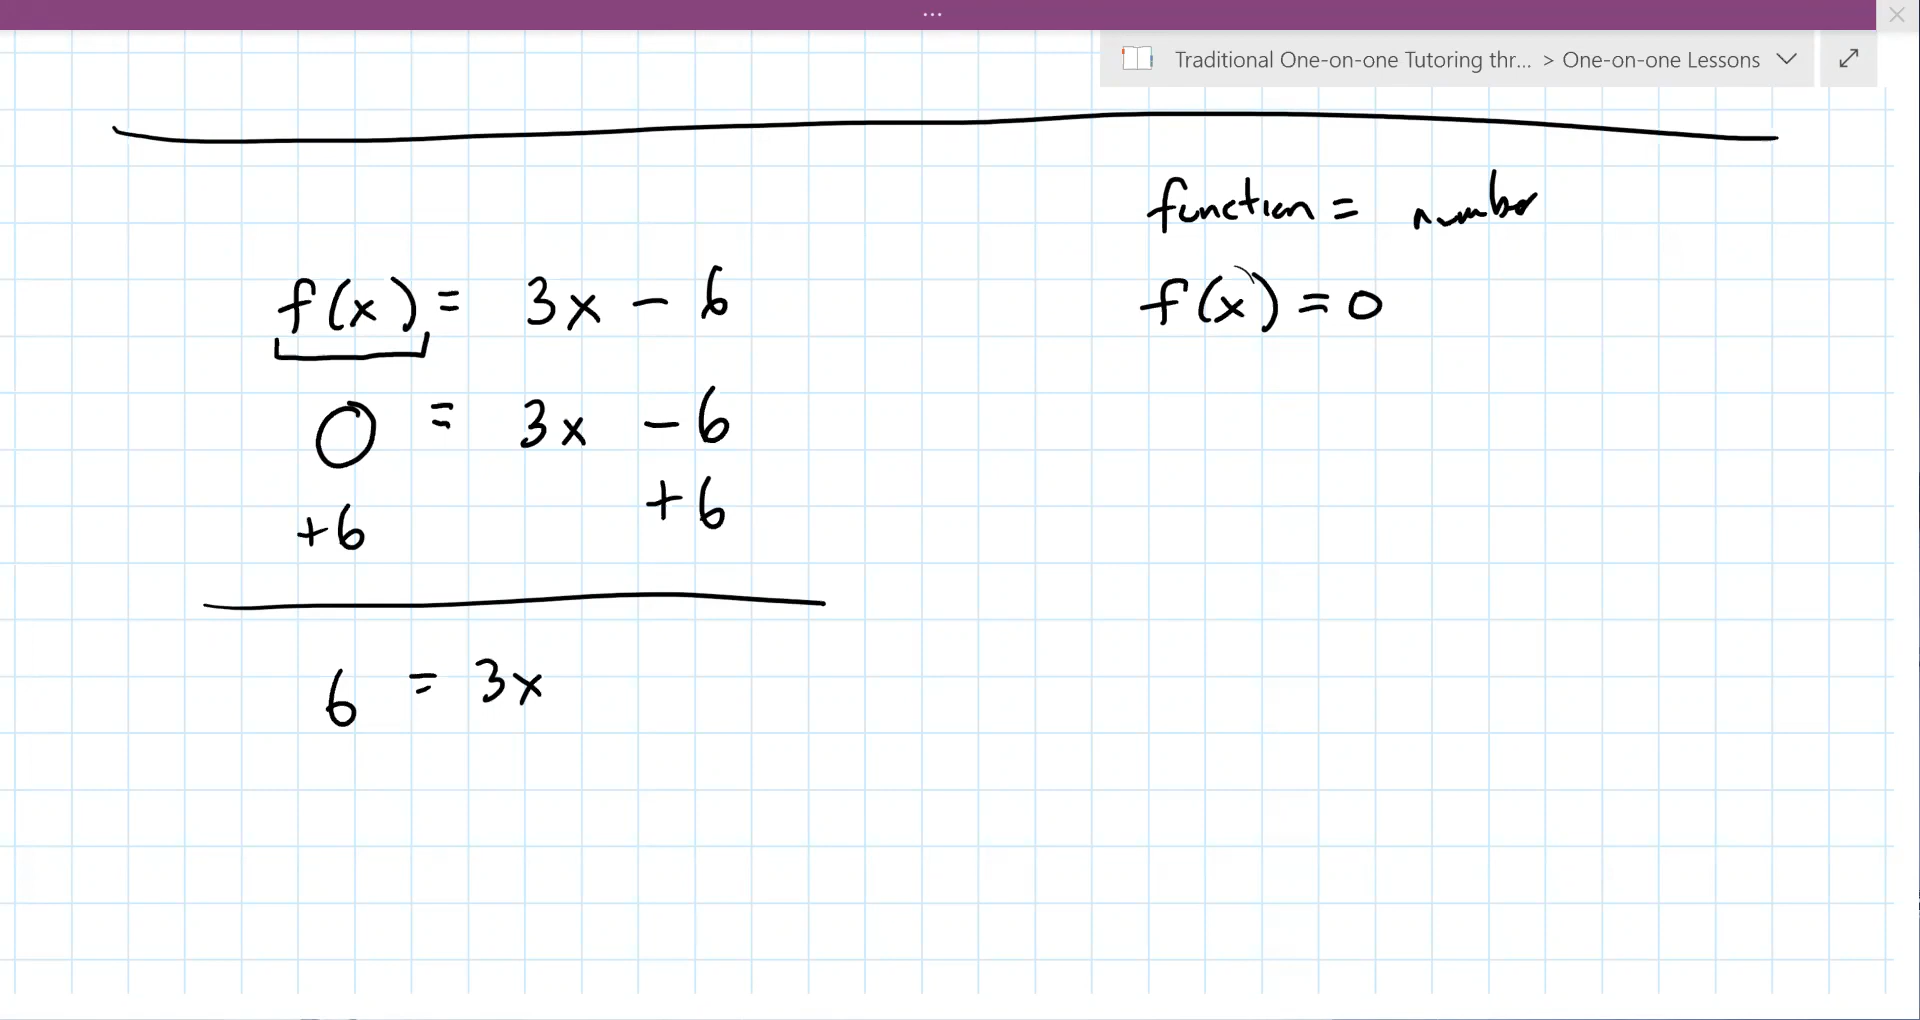 ...
Traditional One-on-one Tutoring thr... > One-on-one Lessons
function = number
f(x) = 3x - 6
f(x) = 0
0 = 3x - 6
+6 +6
6 = 3x